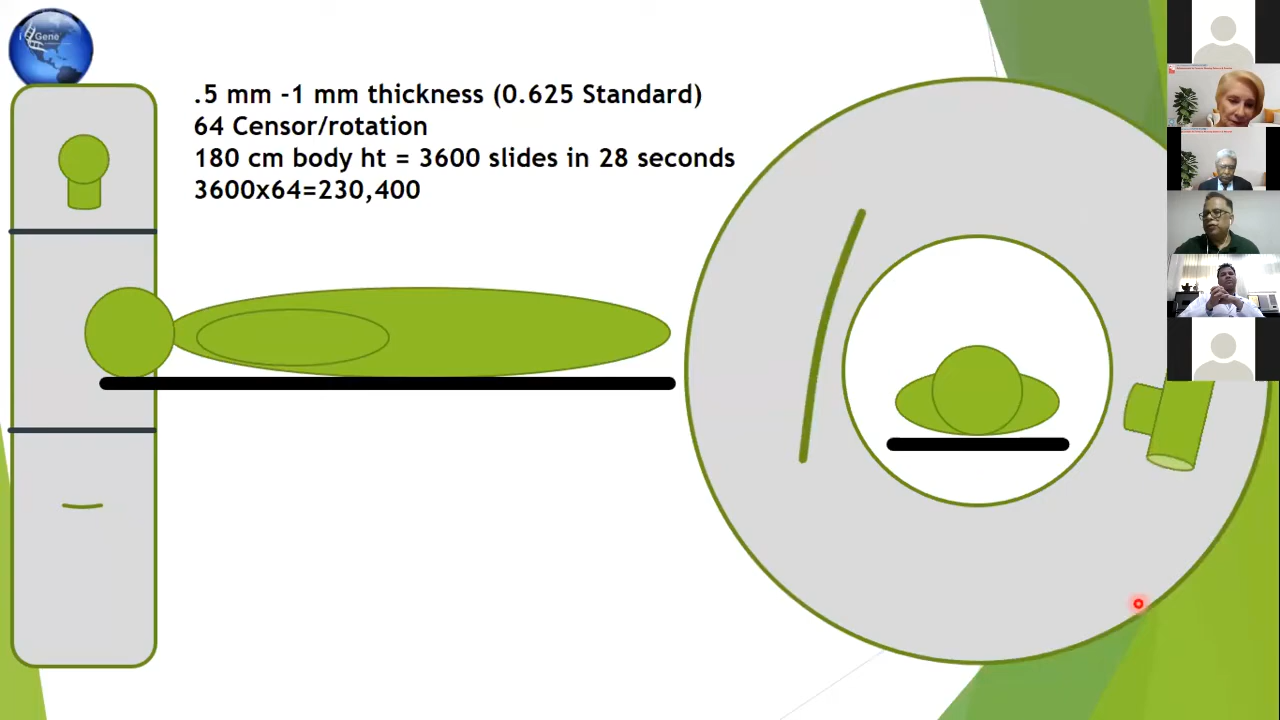 i Gene
.5 mm -1 mm thickness (0.625 Standard)
64 Censor/rotation
180 cm body ht = 3600 slides in 28 seconds
3600x64=230,400